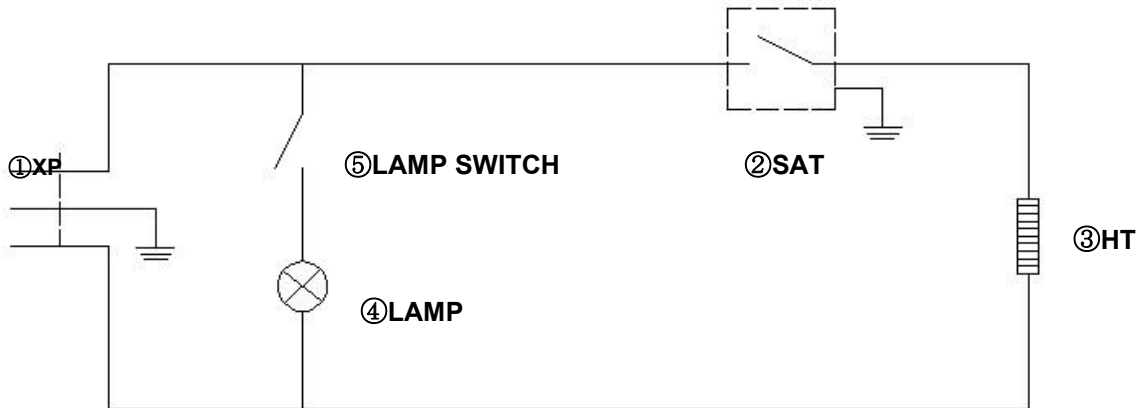 ①XP
⑤LAMP SWITCH
②SAT
③HT
④LAMP